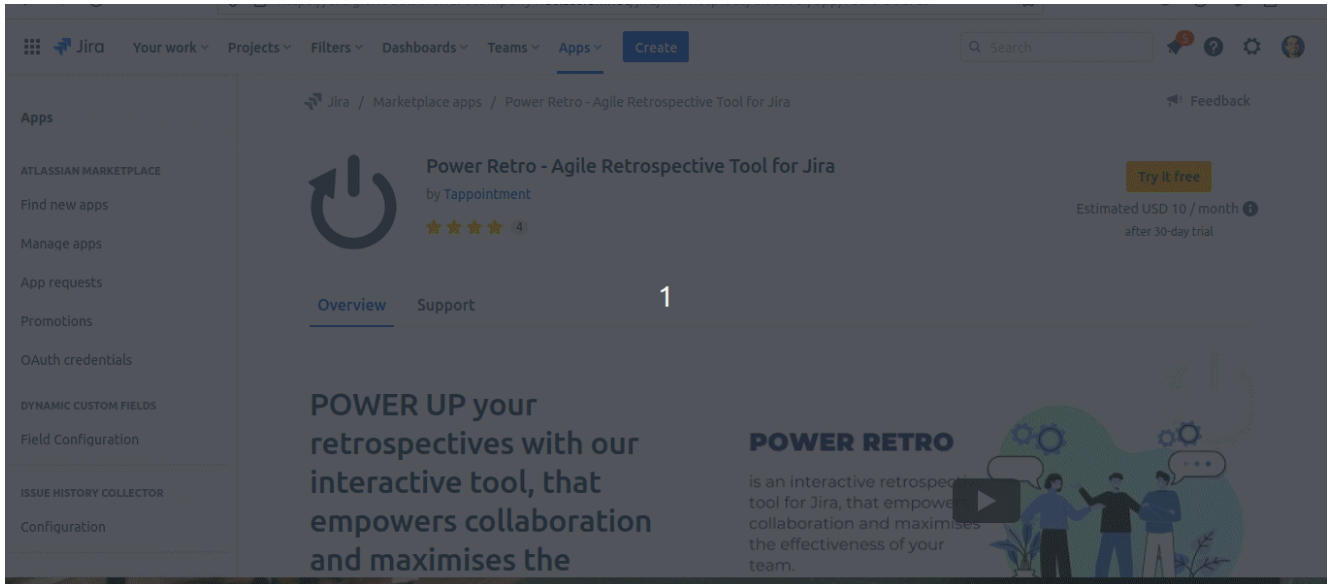 Jira Your work Projects Filters Dashboards Teams Apps Create Search 5
Apps
ATLASSIAN MARKETPLACE
Find new apps
Manage apps
App requests
Promotions
OAuth credentials
DYNAMIC CUSTOM FIELDS
Field Configuration
ISSUE HISTORY COLLECTOR
Configuration
Jira / Marketplace apps / Power Retro - Agile Retrospective Tool for Jira
Feedback
Power Retro - Agile Retrospective Tool for Jira
by Tappointment
4
Try it free
Estimated USD 10 / month
after 30-day trial
Overview Support
1
POWER UP your
retrospectives with our
interactive tool, that
empowers collaboration
and maximises the
POWER RETRO
is an interactive
tool for Jira, that
collaboration and maximises
the effectiveness of your
team.